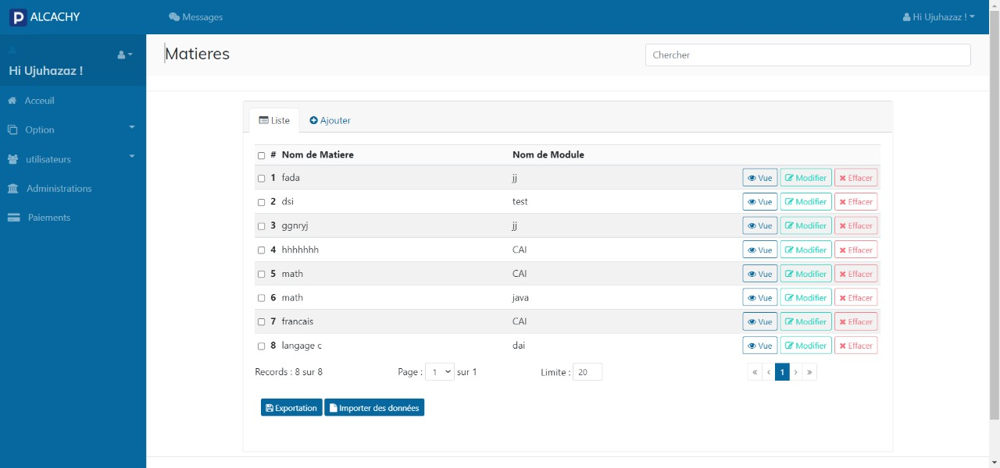 ALCACHY
Messages
Hi Ujuhazaz !
Hi Ujuhazaz !
Acceuil
Option
utilisateurs
Administrations
Paiements
Matieres
Chercher
Liste
Ajouter
# Nom de Matiere Nom de Module
1 fada jj Vue Modifier Effacer
2 dsi test Vue Modifier Effacer
3 ggnryj jj Vue Modifier Effacer
4 hhhhhhh CAI Vue Modifier Effacer
5 math CAI Vue Modifier Effacer
6 math java Vue Modifier Effacer
7 francais CAI Vue Modifier Effacer
8 langage c dai Vue Modifier Effacer
Records : 8 sur 8 Page : 1 sur 1 Limite : 20 « ‹ 1 › »
Exportation Importer des données